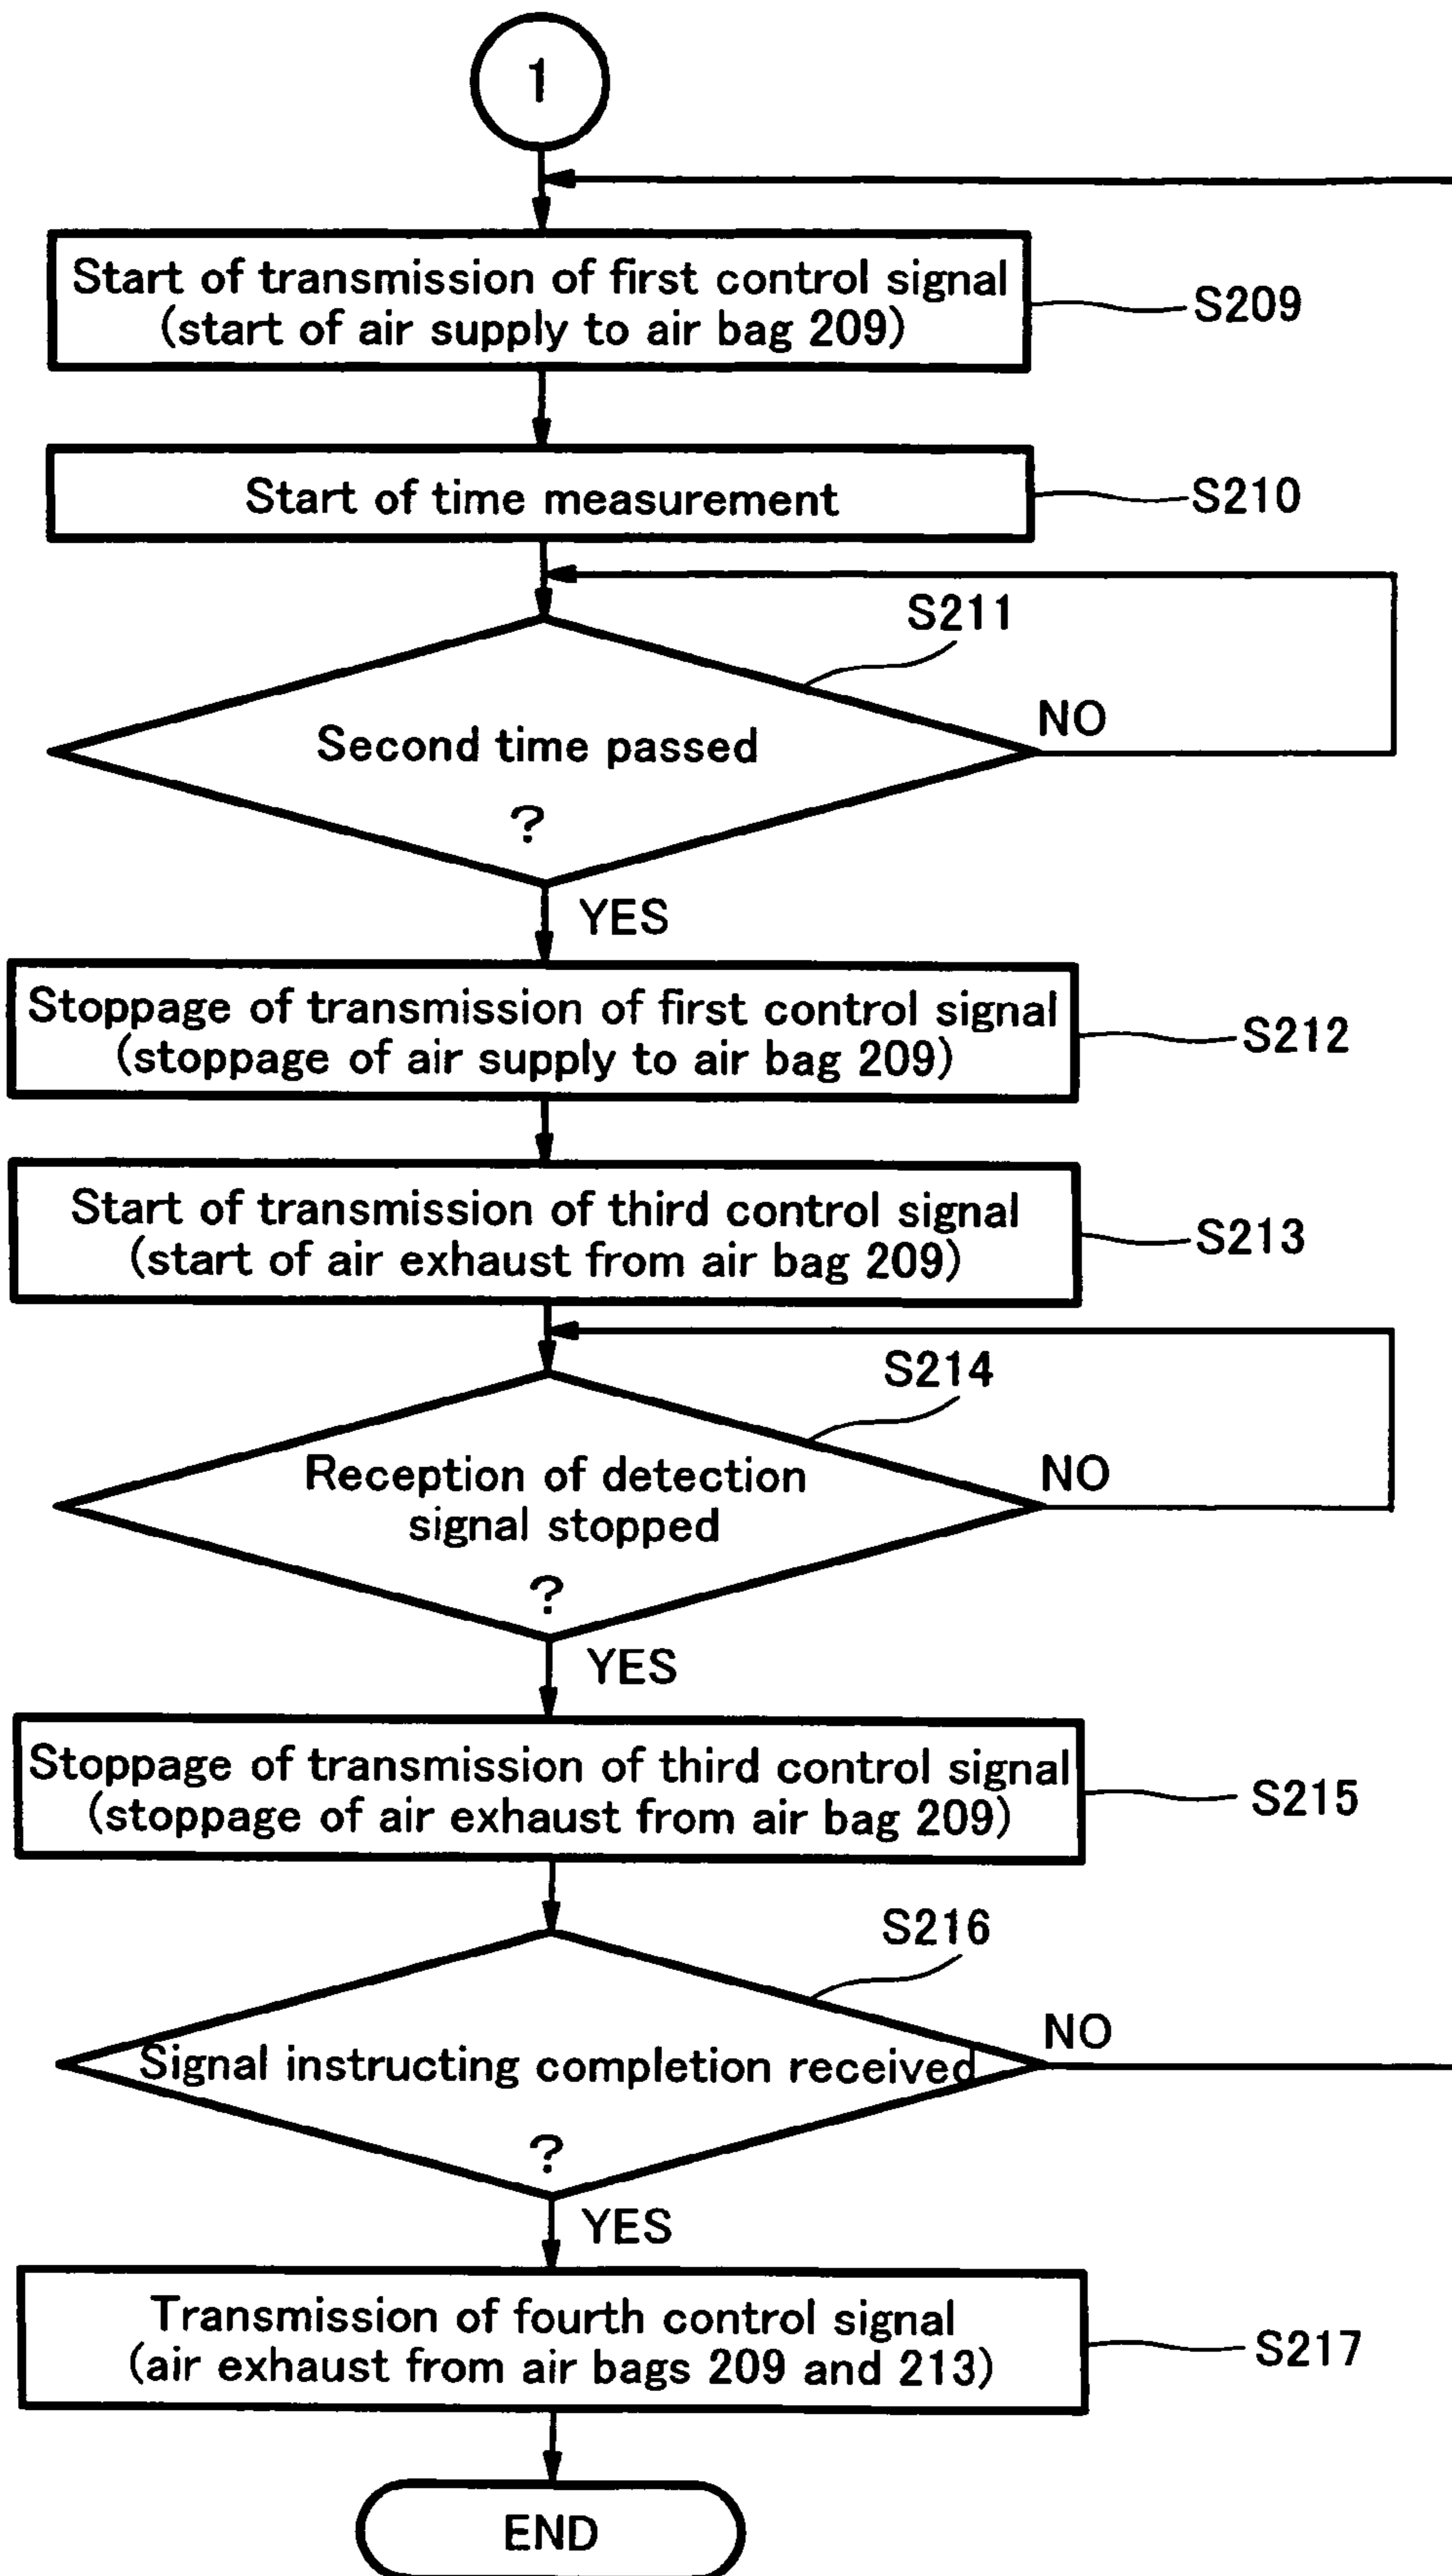 1
Start of transmission of first control signal
(start of air supply to air bag 209)
S209
Start of time measurement
S210
S211
Second time passed
?
NO
YES
Stoppage of transmission of first control signal
(stoppage of air supply to air bag 209)
S212
Start of transmission of third control signal
(start of air exhaust from air bag 209)
S213
S214
Reception of detection
signal stopped
?
NO
YES
Stoppage of transmission of third control signal
(stoppage of air exhaust from air bag 209)
S215
S216
Signal instructing completion received
?
NO
YES
Transmission of fourth control signal
(air exhaust from air bags 209 and 213)
S217
END